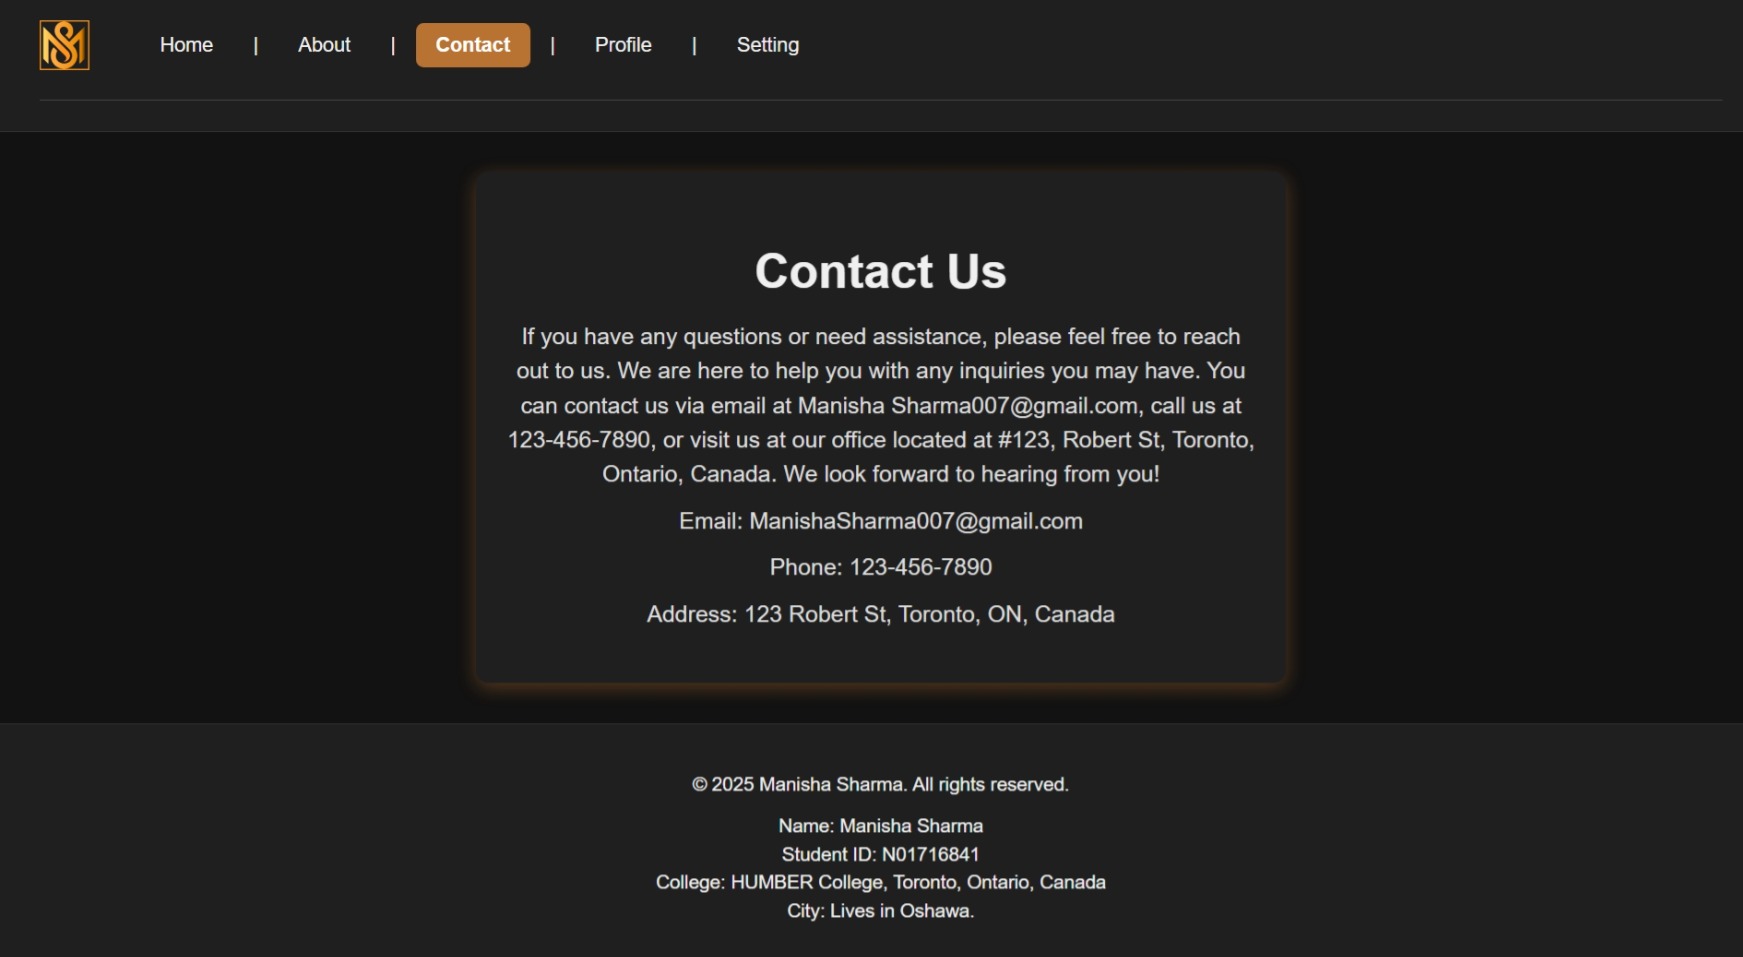 Home | About | Contact | Profile | Setting
Contact Us
If you have any questions or need assistance, please feel free to reach
out to us. We are here to help you with any inquiries you may have. You
can contact us via email at Manisha Sharma007@gmail.com, call us at
123-456-7890, or visit us at our office located at #123, Robert St, Toronto,
Ontario, Canada. We look forward to hearing from you!
Email: ManishaSharma007@gmail.com
Phone: 123-456-7890
Address: 123 Robert St, Toronto, ON, Canada
© 2025 Manisha Sharma. All rights reserved.
Name: Manisha Sharma
Student ID: N01716841
College: HUMBER College, Toronto, Ontario, Canada
City: Lives in Oshawa.